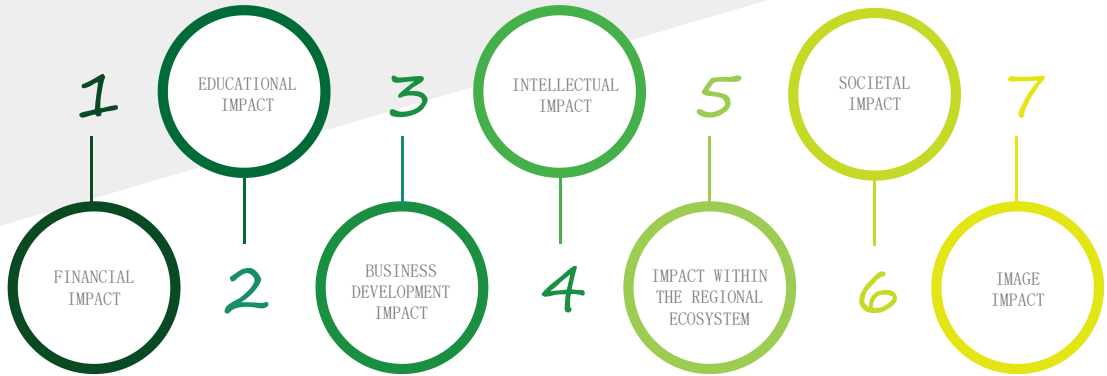 1
FINANCIAL
IMPACT
EDUCATIONAL
IMPACT
2
3
BUSINESS
DEVELOPMENT
IMPACT
INTELLECTUAL
IMPACT
4
5
IMPACT WITHIN
THE REGIONAL
ECOSYSTEM
SOCIETAL
IMPACT
6
7
IMAGE
IMPACT